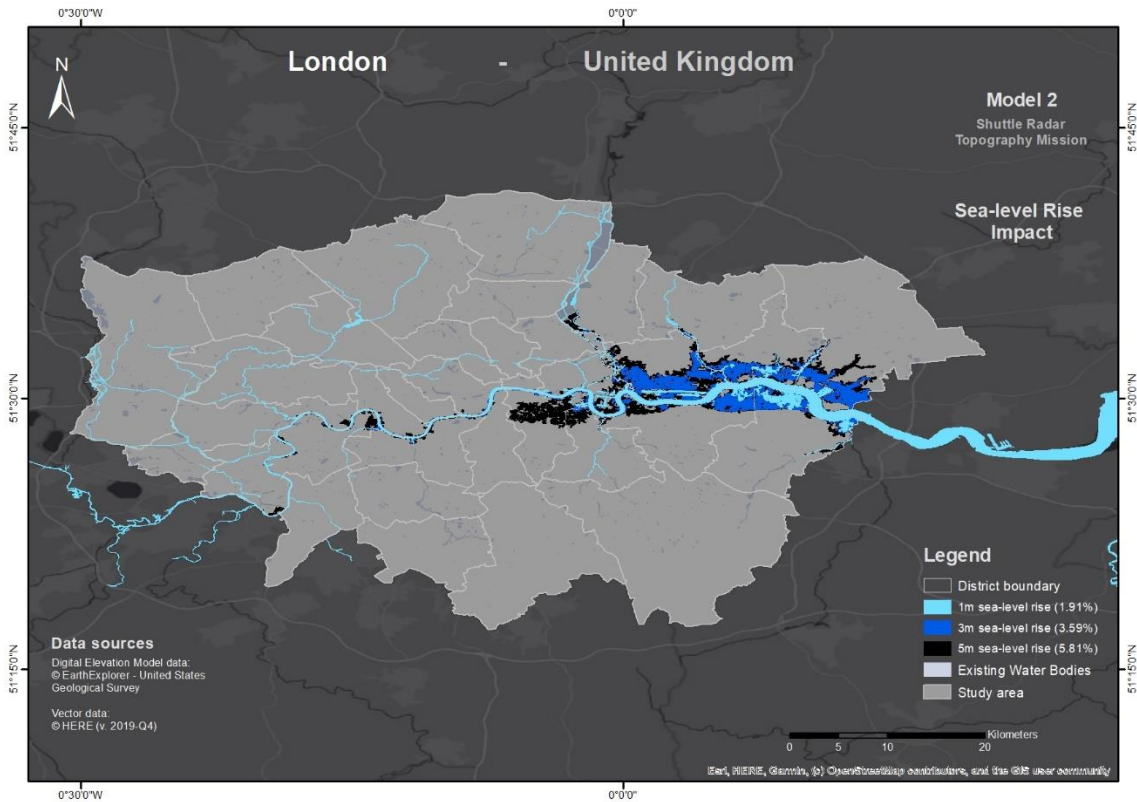 0°30'0"W
0°0'0"
London - United Kingdom
N
Model 2
Shuttle Radar
Topography Mission
51°45'0"N
51°45'0"N
Sea-level Rise
Impact
51°30'0"N
51°30'0"N
Legend
District boundary
1m sea-level rise (1.91%)
3m sea-level rise (3.59%)
5m sea-level rise (5.81%)
Existing Water Bodies
Study area
51°15'0"N
51°15'0"N
Data sources
Digital Elevation Model data:
© EarthExplorer - United States
Geological Survey
Vector data:
© HERE (v. 2019-Q4)
Kilometers
0 5 10 20
Esri, HERE, Garmin, (c) OpenStreetMap contributors, and the GIS user community
0°30'0"W
0°0'0"